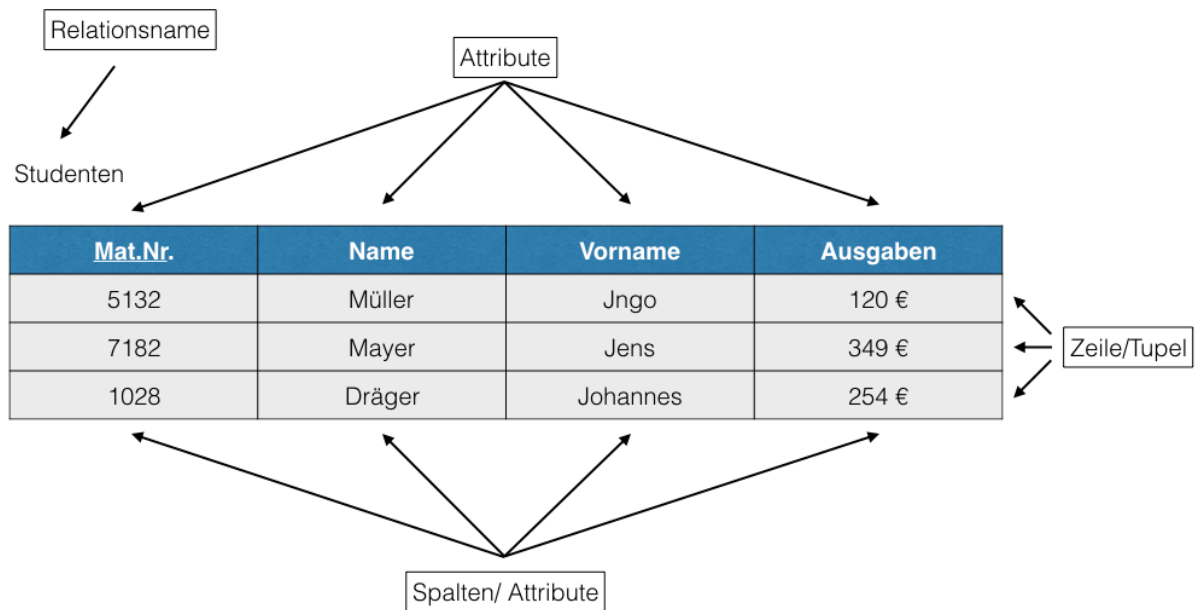 Relationsname
Attribute
Studenten
Mat.Nr. Name Vorname Ausgaben
5132 Müller Jngo 120 €
7182 Mayer Jens 349 €
Zeile/Tupel
1028 Dräger Johannes 254 €
Spalten/ Attribute